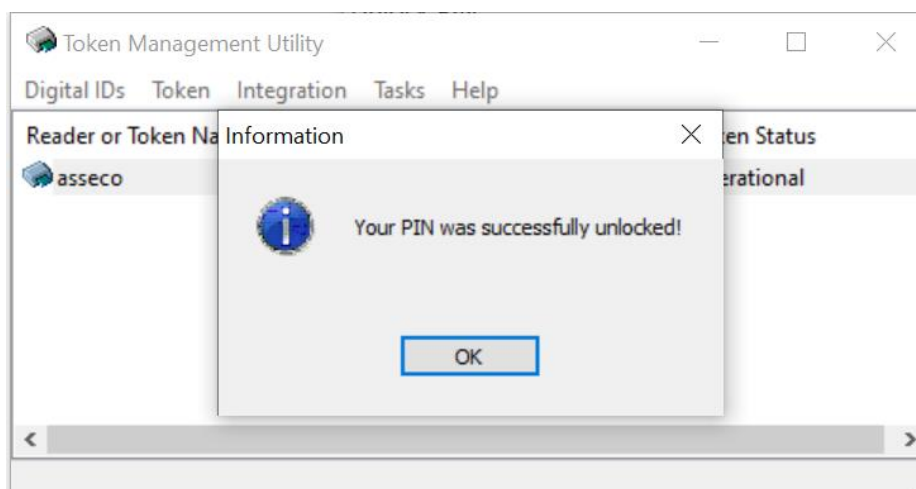 Token Management Utility
Digital IDs Token Integration Tasks Help
Reader or Token Na
Information
en Status
asseco
erational
Your PIN was successfully unlocked!
OK